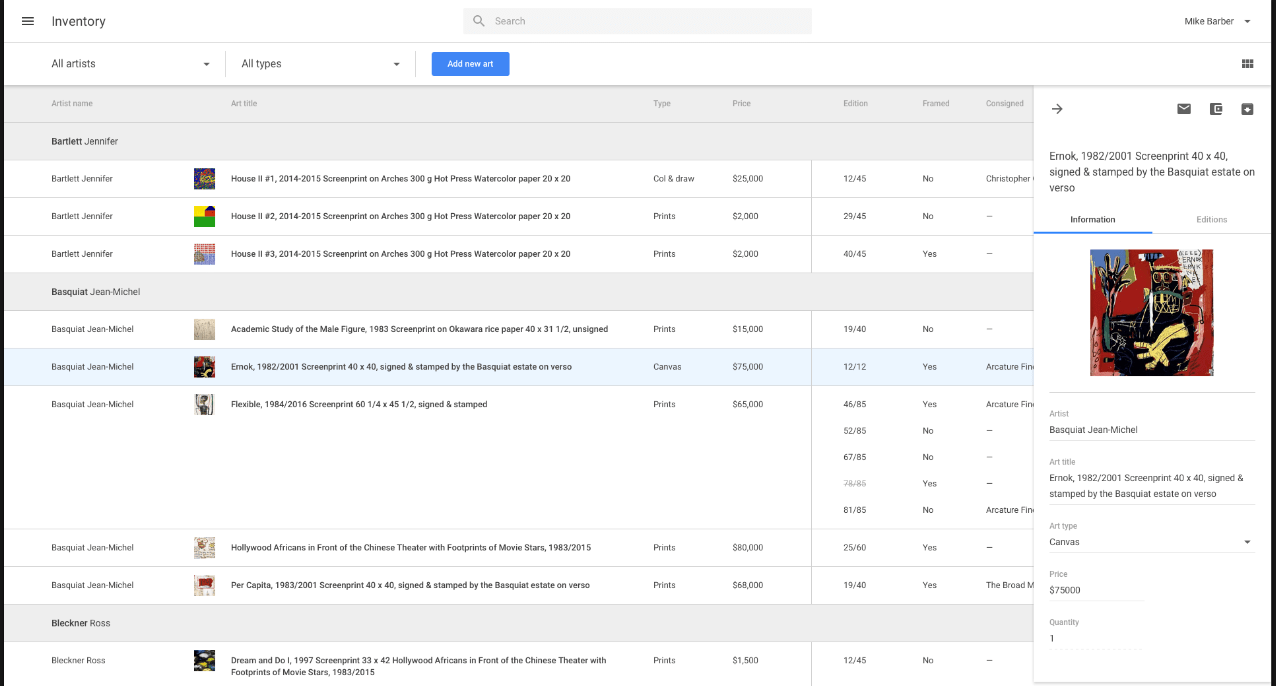 Inventory
Search
Mike Barber
All artists
All types
Add new art
Artist name Art title Type Price Edition Framed Consigned
Bartlett Jennifer
Bartlett Jennifer House II #1, 2014-2015 Screenprint on Arches 300 g Hot Press Watercolor paper 20 x 20 Col & draw $25,000 12/45 No Christopher
Bartlett Jennifer House II #2, 2014-2015 Screenprint on Arches 300 g Hot Press Watercolor paper 20 x 20 Prints $2,000 29/45 No —
Bartlett Jennifer House II #3, 2014-2015 Screenprint on Arches 300 g Hot Press Watercolor paper 20 x 20 Prints $2,000 40/45 Yes —
Basquiat Jean-Michel
Basquiat Jean-Michel Academic Study of the Male Figure, 1983 Screenprint on Okawara rice paper 40 x 31 1/2, unsigned Prints $15,000 19/40 No —
Basquiat Jean-Michel Ernok, 1982/2001 Screenprint 40 x 40, signed & stamped by the Basquiat estate on verso Canvas $75,000 12/12 Yes Arcature Fin
Basquiat Jean-Michel Flexible, 1984/2016 Screenprint 60 1/4 x 45 1/2, signed & stamped Prints $65,000 46/85 Yes Arcature Fin
52/85 No —
67/85 No —
78/85 Yes —
81/85 No Arcature Fin
Basquiat Jean-Michel Hollywood Africans in Front of the Chinese Theater with Footprints of Movie Stars, 1983/2015 Prints $80,000 25/60 Yes —
Basquiat Jean-Michel Per Capita, 1983/2001 Screenprint 40 x 40, signed & stamped by the Basquiat estate on verso Prints $68,000 19/40 Yes The Broad M
Bleckner Ross
Bleckner Ross Dream and Do I, 1997 Screenprint 33 x 42 Hollywood Africans in Front of the Chinese Theater with Prints $1,500 12/45 No —
Footprints of Movie Stars, 1983/2015
Ernok, 1982/2001 Screenprint 40 x 40,
signed & stamped by the Basquiat estate on
verso
Information
Editions
Artist
Basquiat Jean-Michel
Art title
Ernok, 1982/2001 Screenprint 40 x 40, signed &
stamped by the Basquiat estate on verso
Art type
Canvas
Price
$75000
Quantity
1